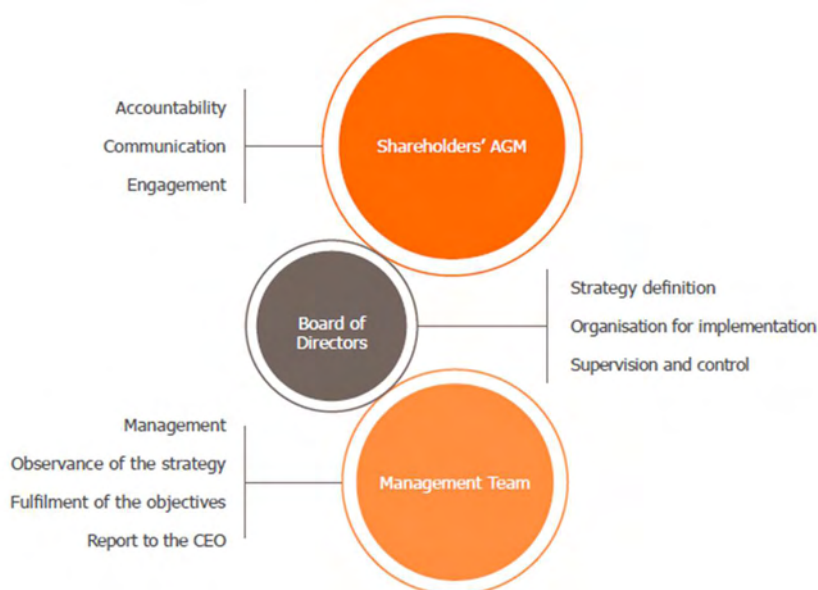 Accountability
Communication
Engagement
Shareholders’ AGM
Board of
Directors
Strategy definition
Organisation for implementation
Supervision and control
Management
Observance of the strategy
Fulfilment of the objectives
Report to the CEO
Management Team